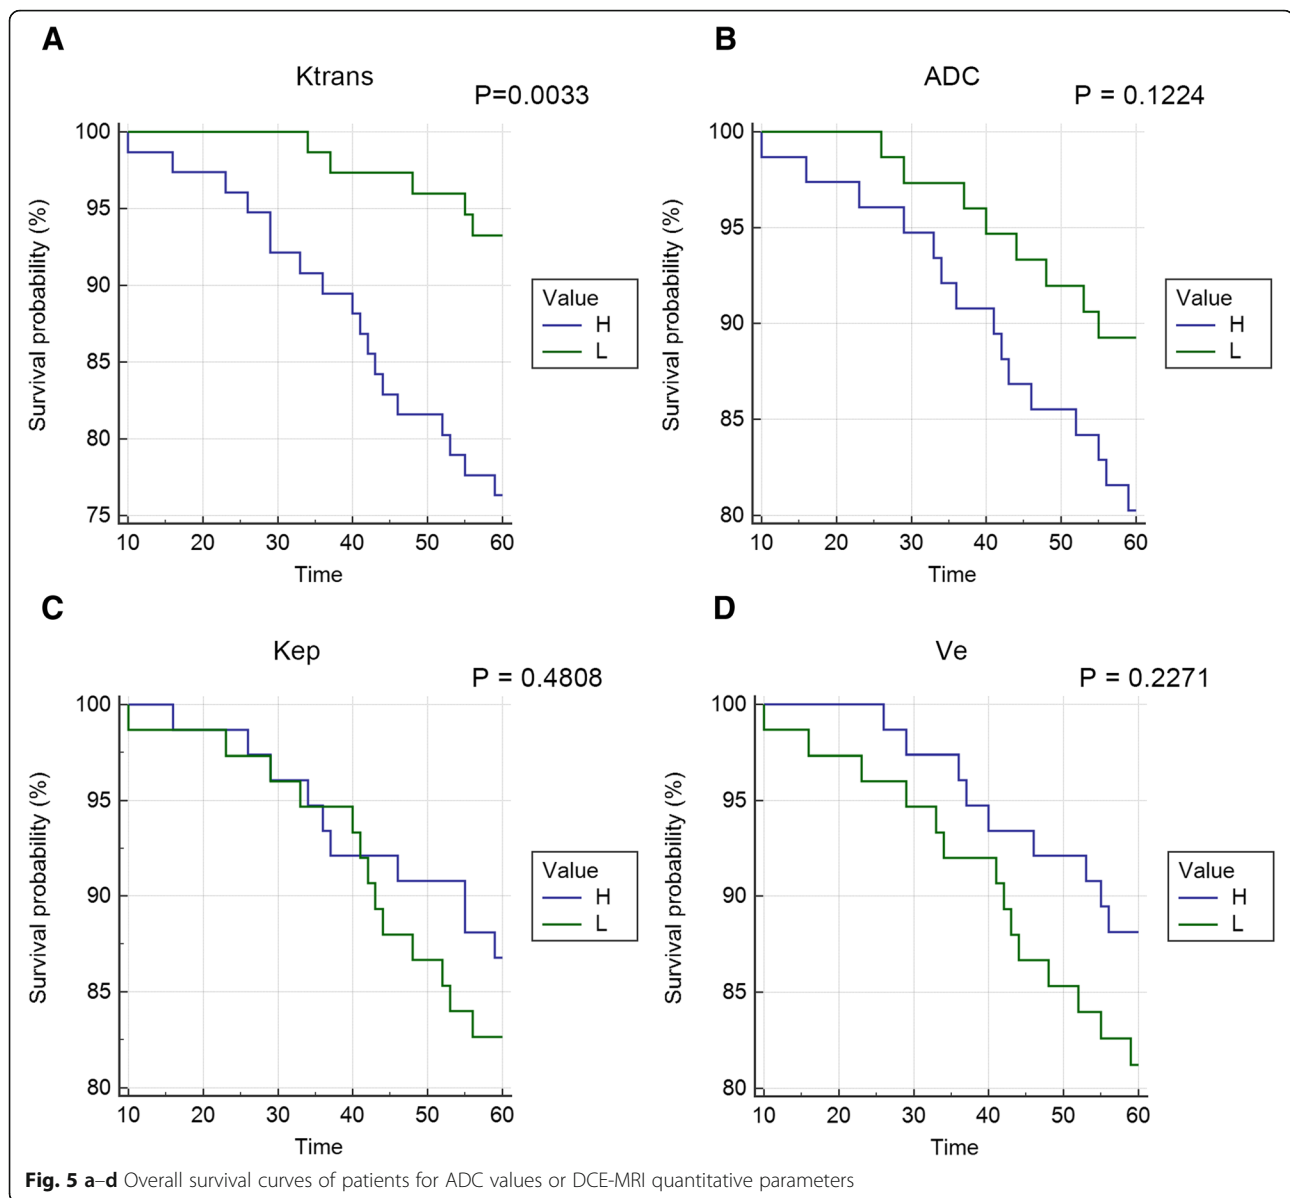 A
Ktrans
P=0.0033
100
95
90
85
80
75
Survival probability (%)
10 20 30 40 50 60
Time
Value
H
L
B
ADC
P = 0.1224
100
95
90
85
80
Survival probability (%)
10 20 30 40 50 60
Time
Value
H
L
C
Kep
P = 0.4808
100
95
90
85
80
Survival probability (%)
10 20 30 40 50 60
Time
Value
H
L
D
Ve
P = 0.2271
100
95
90
85
80
Survival probability (%)
10 20 30 40 50 60
Time
Value
H
L
Fig. 5 a–d Overall survival curves of patients for ADC values or DCE-MRI quantitative parameters